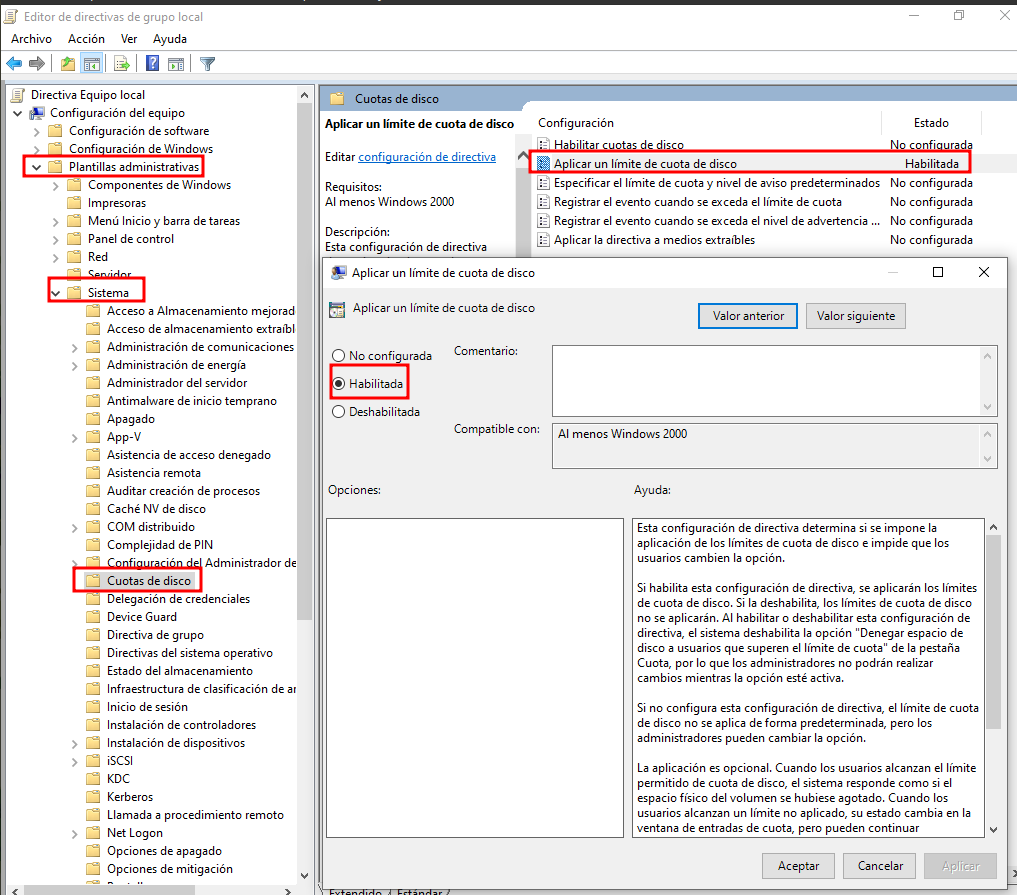 Editor de directivas de grupo local
Archivo Acción Ver Ayuda
Directiva Equipo local
Configuración del equipo
Configuración de software
Configuración de Windows
Plantillas administrativas
Componentes de Windows
Impresoras
Menú Inicio y barra de tareas
Panel de control
Red
Servidor
Sistema
Acceso a Almacenamiento mejorad
Acceso de almacenamiento extraíbl
Administración de comunicaciones
Administración de energía
Administrador del servidor
Antimalware de inicio temprano
Apagado
App-V
Asistencia de acceso denegado
Asistencia remota
Auditar creación de procesos
Caché NV de disco
COM distribuido
Complejidad de PIN
Configuración del Administrador de
Cuotas de disco
Delegación de credenciales
Device Guard
Directiva de grupo
Directivas del sistema operativo
Estado del almacenamiento
Infraestructura de clasificación de ar
Inicio de sesión
Instalación de controladores
Instalación de dispositivos
iSCSI
KDC
Kerberos
Llamada a procedimiento remoto
Net Logon
Opciones de apagado
Opciones de mitigación
Cuotas de disco
Aplicar un límite de cuota de disco
Editar configuración de directiva
Requisitos:
Al menos Windows 2000
Descripción:
Esta configuración de directiva
Configuración Estado
Habilitar cuotas de disco No configurada
Aplicar un límite de cuota de disco Habilitada
Especificar el límite de cuota y nivel de aviso predeterminados No configurada
Registrar el evento cuando se exceda el límite de cuota No configurada
Registrar el evento cuando se exceda el nivel de advertencia ... No configurada
Aplicar la directiva a medios extraíbles No configurada
Aplicar un límite de cuota de disco
Aplicar un límite de cuota de disco
Valor anterior Valor siguiente
No configurada
Habilitada
Deshabilitada
Comentario:
Compatible con:
Al menos Windows 2000
Opciones:
Ayuda:
Esta configuración de directiva determina si se impone la
aplicación de los límites de cuota de disco e impide que los
usuarios cambien la opción.
Si habilita esta configuración de directiva, se aplicarán los límites
de cuota de disco. Si la deshabilita, los límites de cuota de disco
no se aplicarán. Al habilitar o deshabilitar esta configuración de
directiva, el sistema deshabilita la opción "Denegar espacio de
disco a usuarios que superen el límite de cuota" de la pestaña
Cuota, por lo que los administradores no podrán realizar
cambios mientras la opción esté activa.
Si no configura esta configuración de directiva, el límite de cuota
de disco no se aplica de forma predeterminada, pero los
administradores pueden cambiar la opción.
La aplicación es opcional. Cuando los usuarios alcanzan el límite
permitido de cuota de disco, el sistema responde como si el
espacio físico del volumen se hubiese agotado. Cuando los
usuarios alcanzan un límite no aplicado, su estado cambia en la
ventana de entradas de cuota, pero pueden continuar
Aceptar Cancelar Aplicar
Extendido Estándar